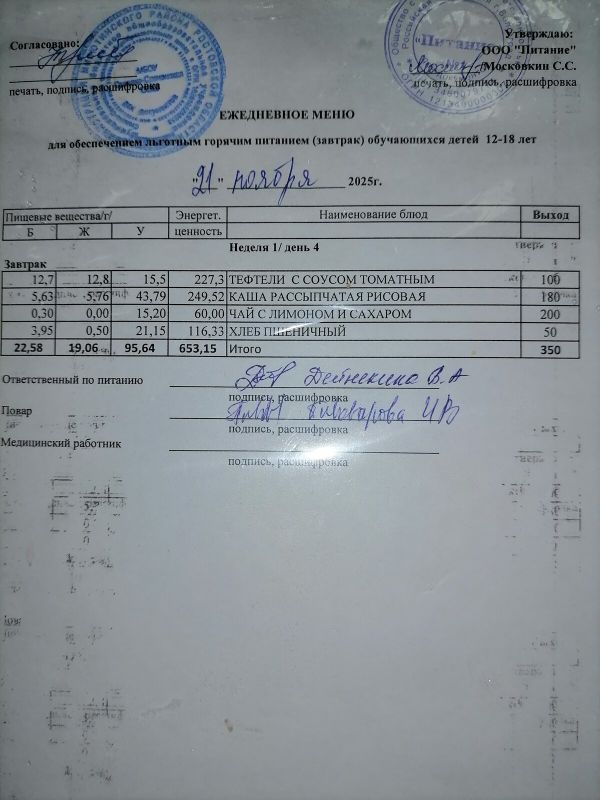 Согласовано:
печать, подпись, расшифровка
Утверждаю:
ООО "Питание"
/Московкин С.С.
печать, подпись, расшифровка
ЕЖЕДНЕВНОЕ МЕНЮ
для обеспечением льготным горячим питанием (завтрак) обучающихся детей 12-18 лет
"21" ноября 2025г.
Пищевые вещества/г/ Энергет. Наименование блюд Выход
Б Ж У ценность
Неделя 1/ день 4
Завтрак
12,7 12,8 15,5 227,3 ТЕФТЕЛИ С СОУСОМ ТОМАТНЫМ 100
5,63 5,76 43,79 249,52 КАША РАССЫПЧАТАЯ РИСОВАЯ 180
0,30 0,00 15,20 60,00 ЧАЙ С ЛИМОНОМ И САХАРОМ 200
3,95 0,50 21,15 116,33 ХЛЕБ ПШЕНИЧНЫЙ 50
22,58 19,06 95,64 653,15 Итого 350
Ответственный по питанию Дейнекина В.А
подпись, расшифровка
Повар Пивоварова И.В
подпись, расшифровка
Медицинский работник
подпись, расшифровка